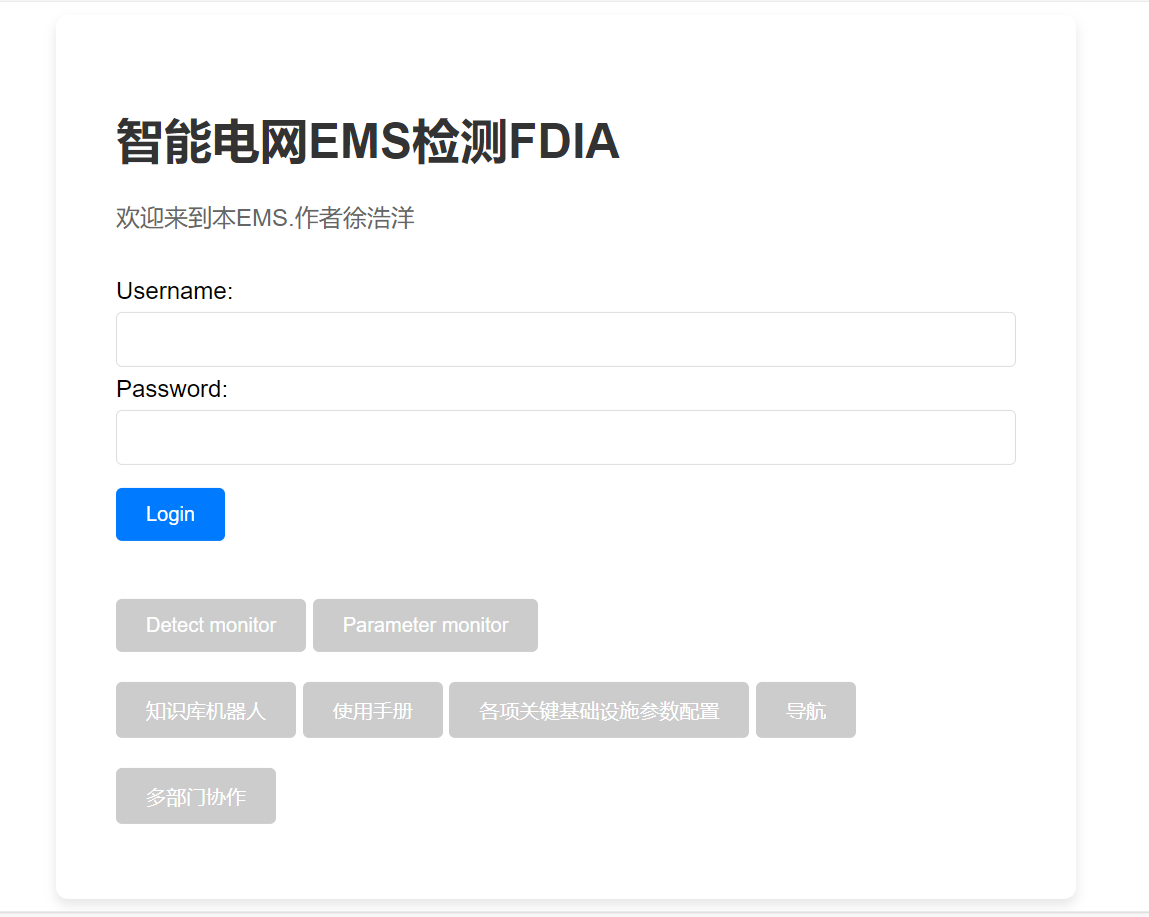 智能电网EMS检测FDIA
欢迎来到本EMS.作者徐浩洋
Username:
Password:
Login
Detect monitor Parameter monitor
知识库机器人 使用手册 各项关键基础设施参数配置 导航
多部门协作